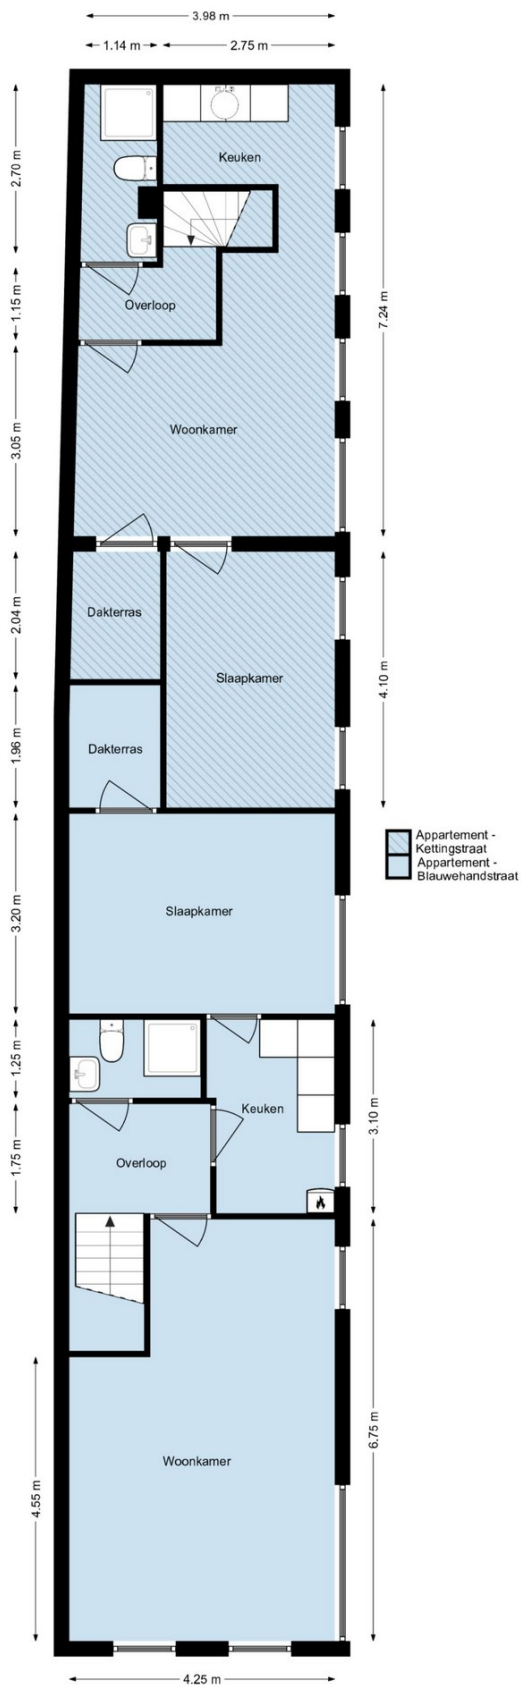 3.98 m
1.14 m
2.75 m
2.70 m
Keuken
7.24 m
1.15 m
Overloop
3.05 m
Woonkamer
2.04 m
Dakterras
4.10 m
Slaapkamer
1.96 m
Dakterras
Appartement -
Kettingstraat
Appartement -
Blauwehandstraat
3.20 m
Slaapkamer
1.25 m
Keuken
3.10 m
1.75 m
Overloop
6.75 m
Woonkamer
4.55 m
4.25 m